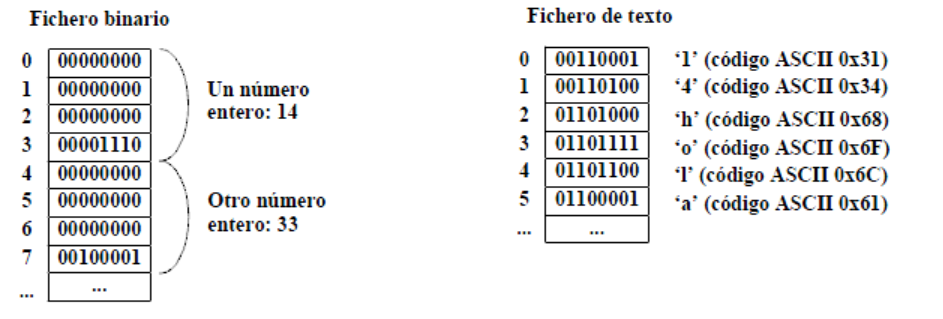 Fichero binario
0 00000000
1 00000000
2 00000000
3 00001110
4 00000000
5 00000000
6 00000000
7 00100001
... ...
Un número
entero: 14
Otro número
entero: 33
Fichero de texto
0 00110001 ‘1’ (código ASCII 0x31)
1 00110100 ‘4’ (código ASCII 0x34)
2 01101000 ‘h’ (código ASCII 0x68)
3 01101111 ‘o’ (código ASCII 0x6F)
4 01101100 ‘l’ (código ASCII 0x6C)
5 01100001 ‘a’ (código ASCII 0x61)
... ...